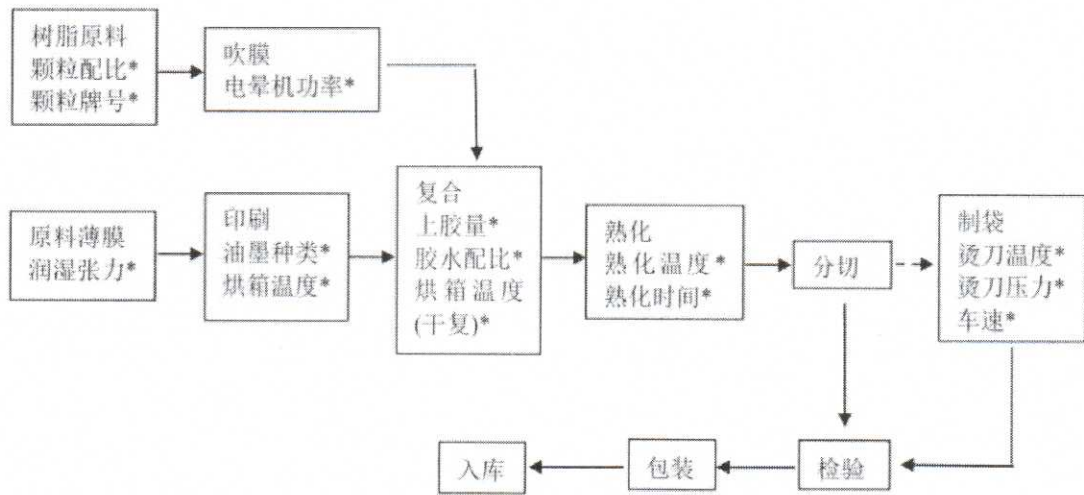 树脂原料
颗粒配比*
颗粒牌号*
吹膜
电晕机功率*
原料薄膜
润湿张力*
印刷
油墨种类*
烘箱温度*
复合
上胶量*
胶水配比*
烘箱温度
(干复)*
熟化
熟化温度*
熟化时间*
分切
制袋
烫刀温度*
烫刀压力*
车速*
入库
包装
检验